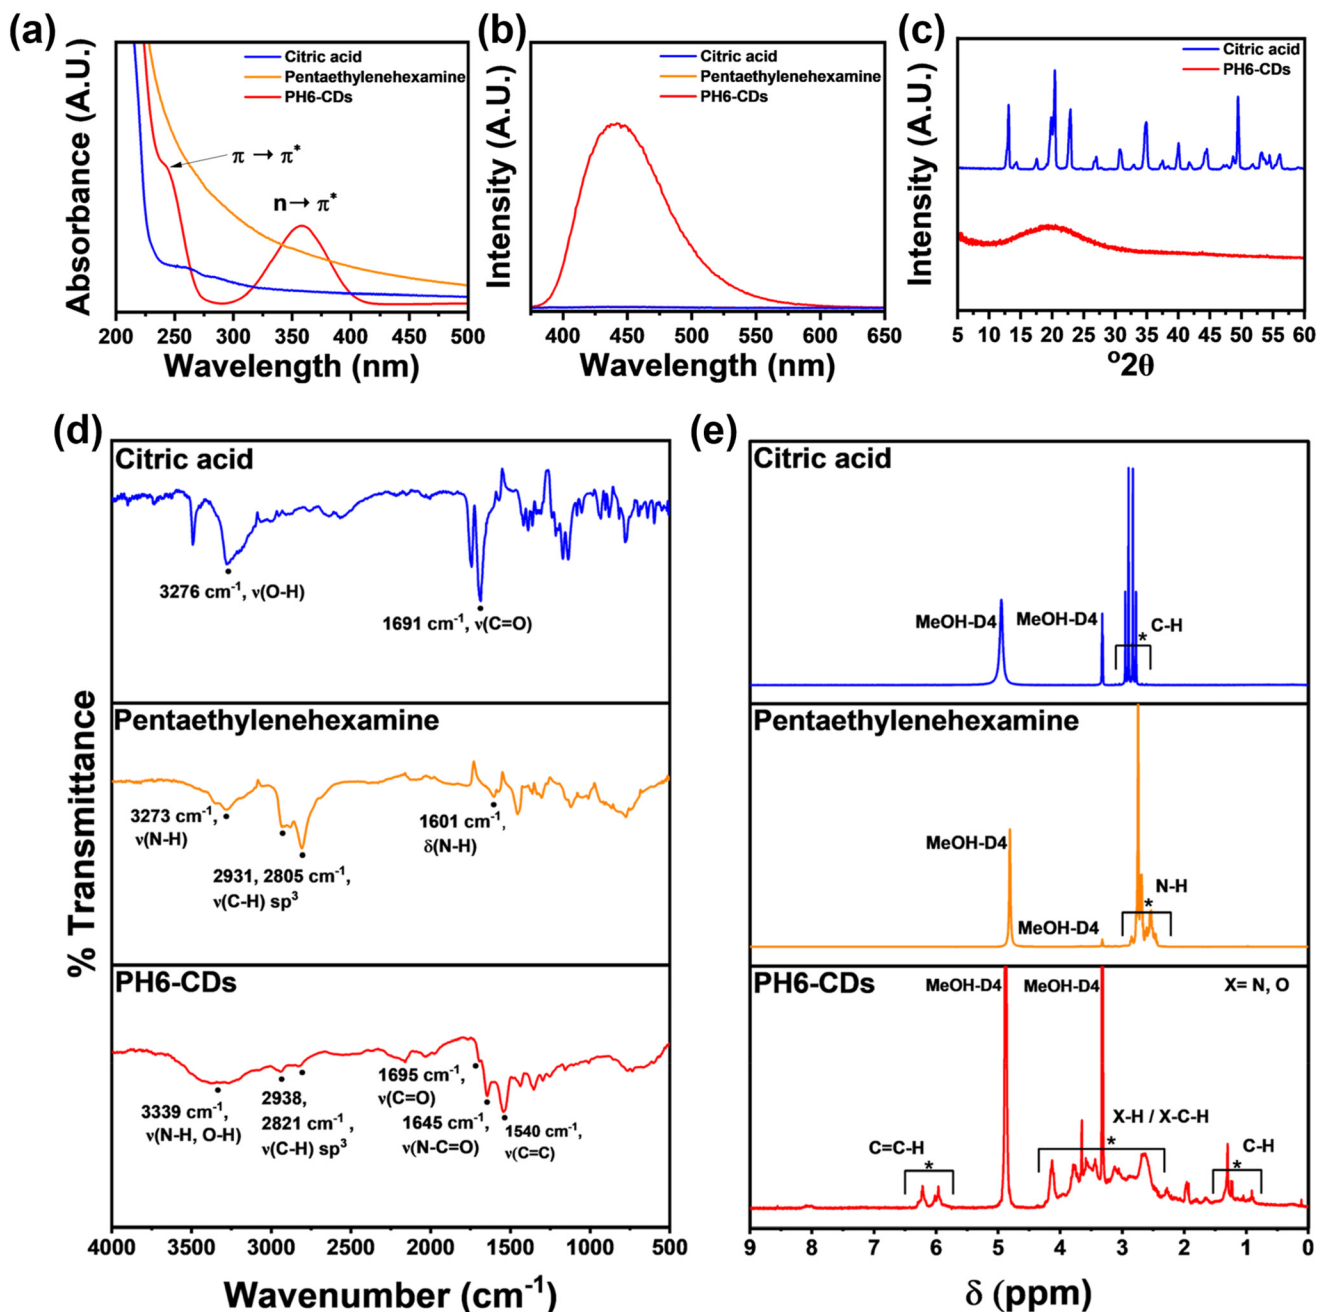 (a)
Absorbance (A.U.)
Citric acid
Pentaethylenehexamine
PH6-CDs
π → π*
n → π*
200 250 300 350 400 450 500
Wavelength (nm)
(b)
Intensity (A.U.)
Citric acid
Pentaethylenehexamine
PH6-CDs
400 450 500 550 600 650
Wavelength (nm)
(c)
Intensity (A.U.)
Citric acid
PH6-CDs
5 10 15 20 25 30 35 40 45 50 55 60
º2θ
(d)
% Transmittance
Citric acid
3276 cm⁻¹, ν(O-H)
1691 cm⁻¹, ν(C=O)
Pentaethylenehexamine
3273 cm⁻¹,
ν(N-H)
2931, 2805 cm⁻¹,
ν(C-H) sp³
1601 cm⁻¹,
δ(N-H)
PH6-CDs
3339 cm⁻¹,
ν(N-H, O-H)
2938,
2821 cm⁻¹,
ν(C-H) sp³
1695 cm⁻¹,
ν(C=O)
1645 cm⁻¹,
ν(N-C=O)
1540 cm⁻¹,
ν(C=C)
4000 3500 3000 2500 2000 1500 1000 500
Wavenumber (cm⁻¹)
(e)
Citric acid
MeOH-D4
MeOH-D4
* C-H
Pentaethylenehexamine
MeOH-D4
MeOH-D4
N-H
*
PH6-CDs
MeOH-D4
MeOH-D4
X= N, O
C=C-H
*
X-H / X-C-H
*
C-H
*
9 8 7 6 5 4 3 2 1 0
δ (ppm)